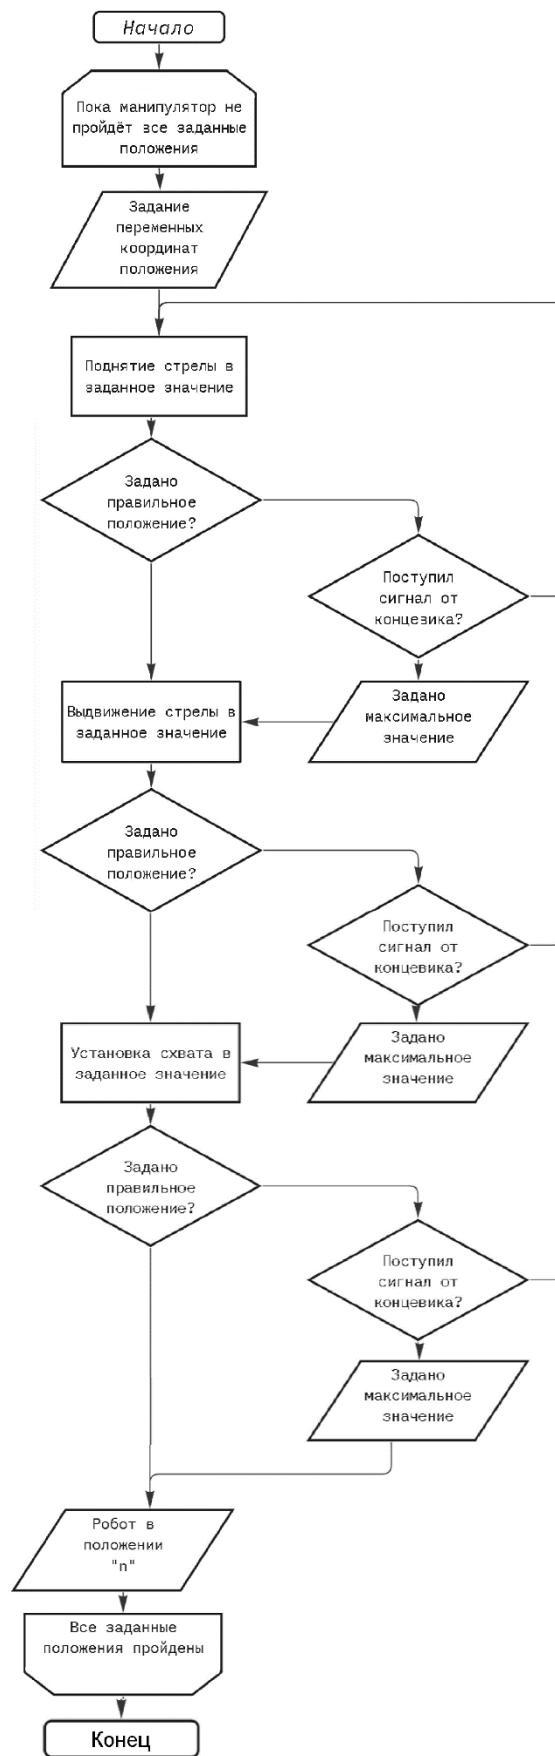 Начало
Пока манипулятор не
пройдёт все заданные
положения
Задание
переменных
координат
положения
Поднятие стрелы в
заданное значение
Задано
правильное
положение?
Поступил
сигнал от
концевика?
Задано
максимальное
значение
Выдвижение стрелы в
заданное значение
Задано
правильное
положение?
Поступил
сигнал от
концевика?
Задано
максимальное
значение
Установка схвата в
заданное значение
Задано
правильное
положение?
Поступил
сигнал от
концевика?
Задано
максимальное
значение
Робот в
положении
"n"
Все заданные
положения пройдены
Конец